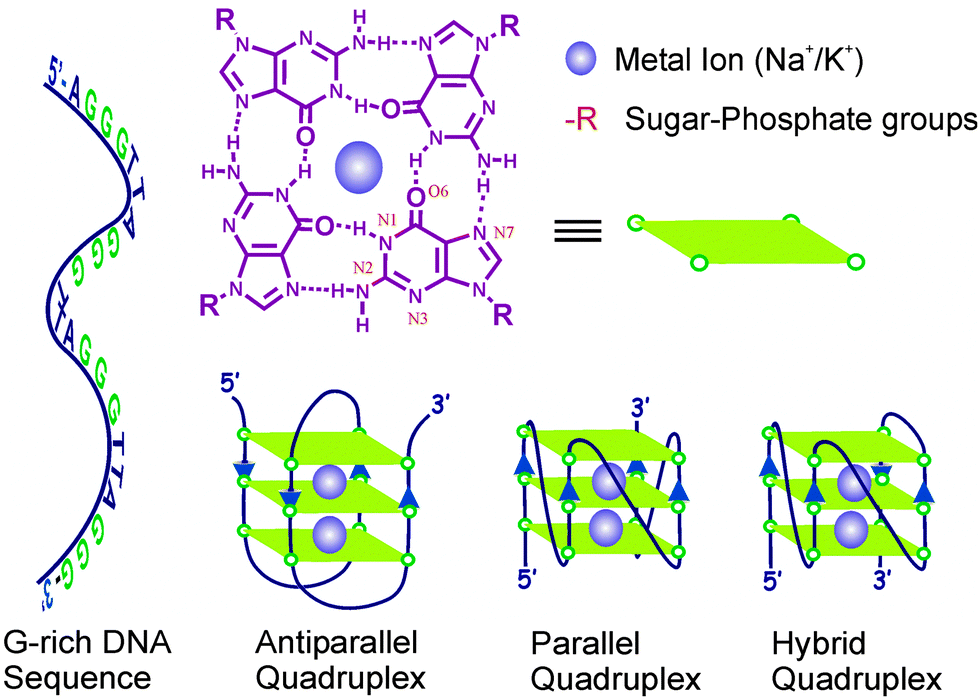 5'-AGGGTTAGGGTTAGGGTTAGGG-3'
R H R
N N N H N N
N N H O N
H O H N N H
H N N H O O6 H
N O H N N1 N N7
N2
R N N H N N N R
H N3
Metal Ion (Na⁺/K⁺)
-R Sugar-Phosphate groups
5' 3' 3'
5' 5' 3'
G-rich DNA
Sequence
Antiparallel
Quadruplex
Parallel
Quadruplex
Hybrid
Quadruplex